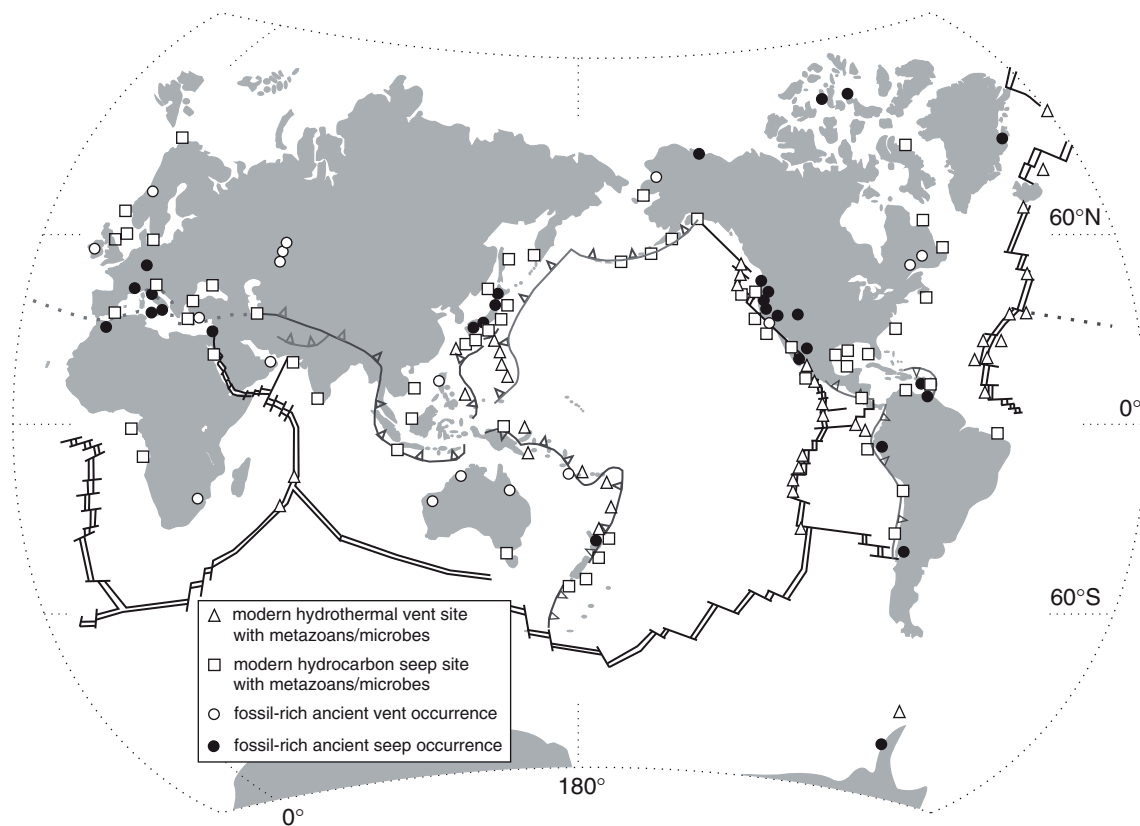 60°N
0°
60°S
modern hydrothermal vent site
with metazoans/microbes
modern hydrocarbon seep site
with metazoans/microbes
fossil-rich ancient vent occurrence
fossil-rich ancient seep occurrence
180°
0°